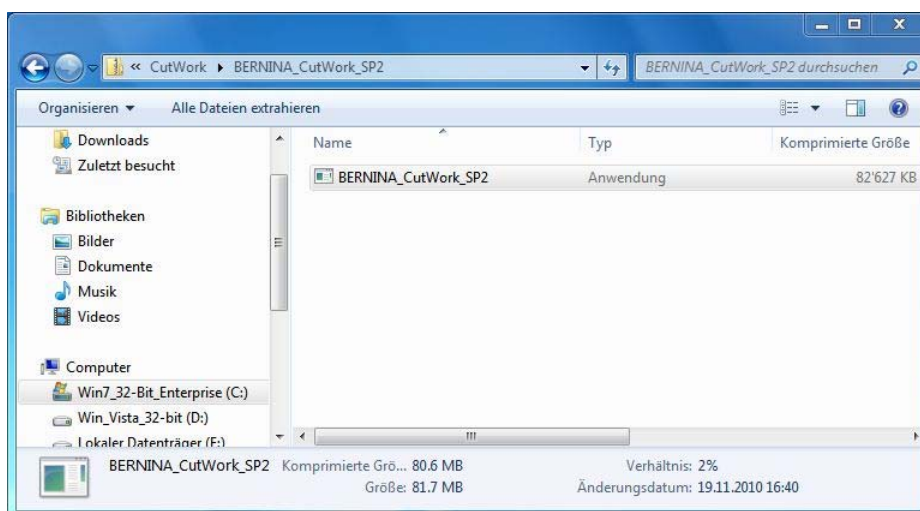 « CutWork ▸ BERNINA_CutWork_SP2
BERNINA_CutWork_SP2 durchsuchen
Organisieren ▼ Alle Dateien extrahieren
Downloads
Zuletzt besucht
Bibliotheken
Bilder
Dokumente
Musik
Videos
Computer
Win7_32-Bit_Enterprise (C:)
Win_Vista_32-bit (D:)
Lokaler Datenträger (E:)
Name Typ Komprimierte Größe
BERNINA_CutWork_SP2 Anwendung 82'627 KB
BERNINA_CutWork_SP2 Komprimierte Grö... 80.6 MB Verhältnis: 2%
Größe: 81.7 MB Änderungsdatum: 19.11.2010 16:40